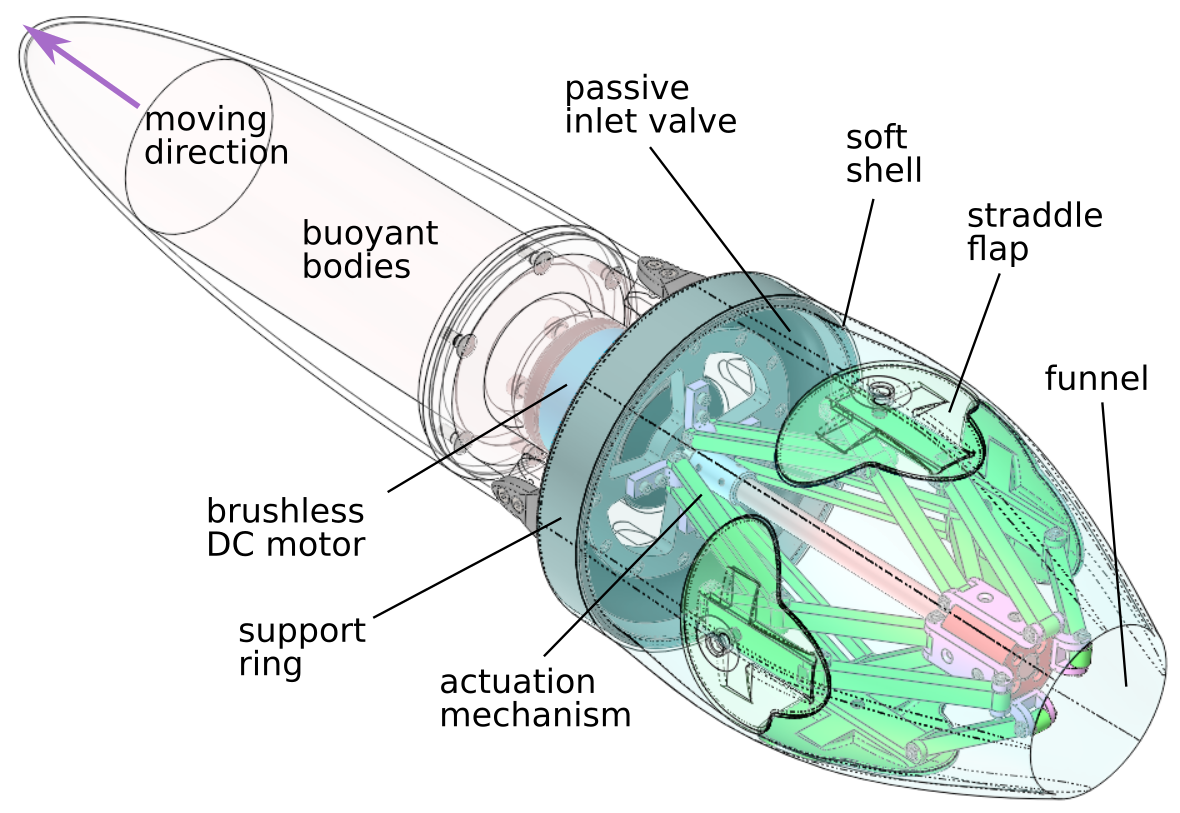 moving
direction
buoyant
bodies
passive
inlet valve
soft
shell
straddle
flap
funnel
brushless
DC motor
support
ring
actuation
mechanism